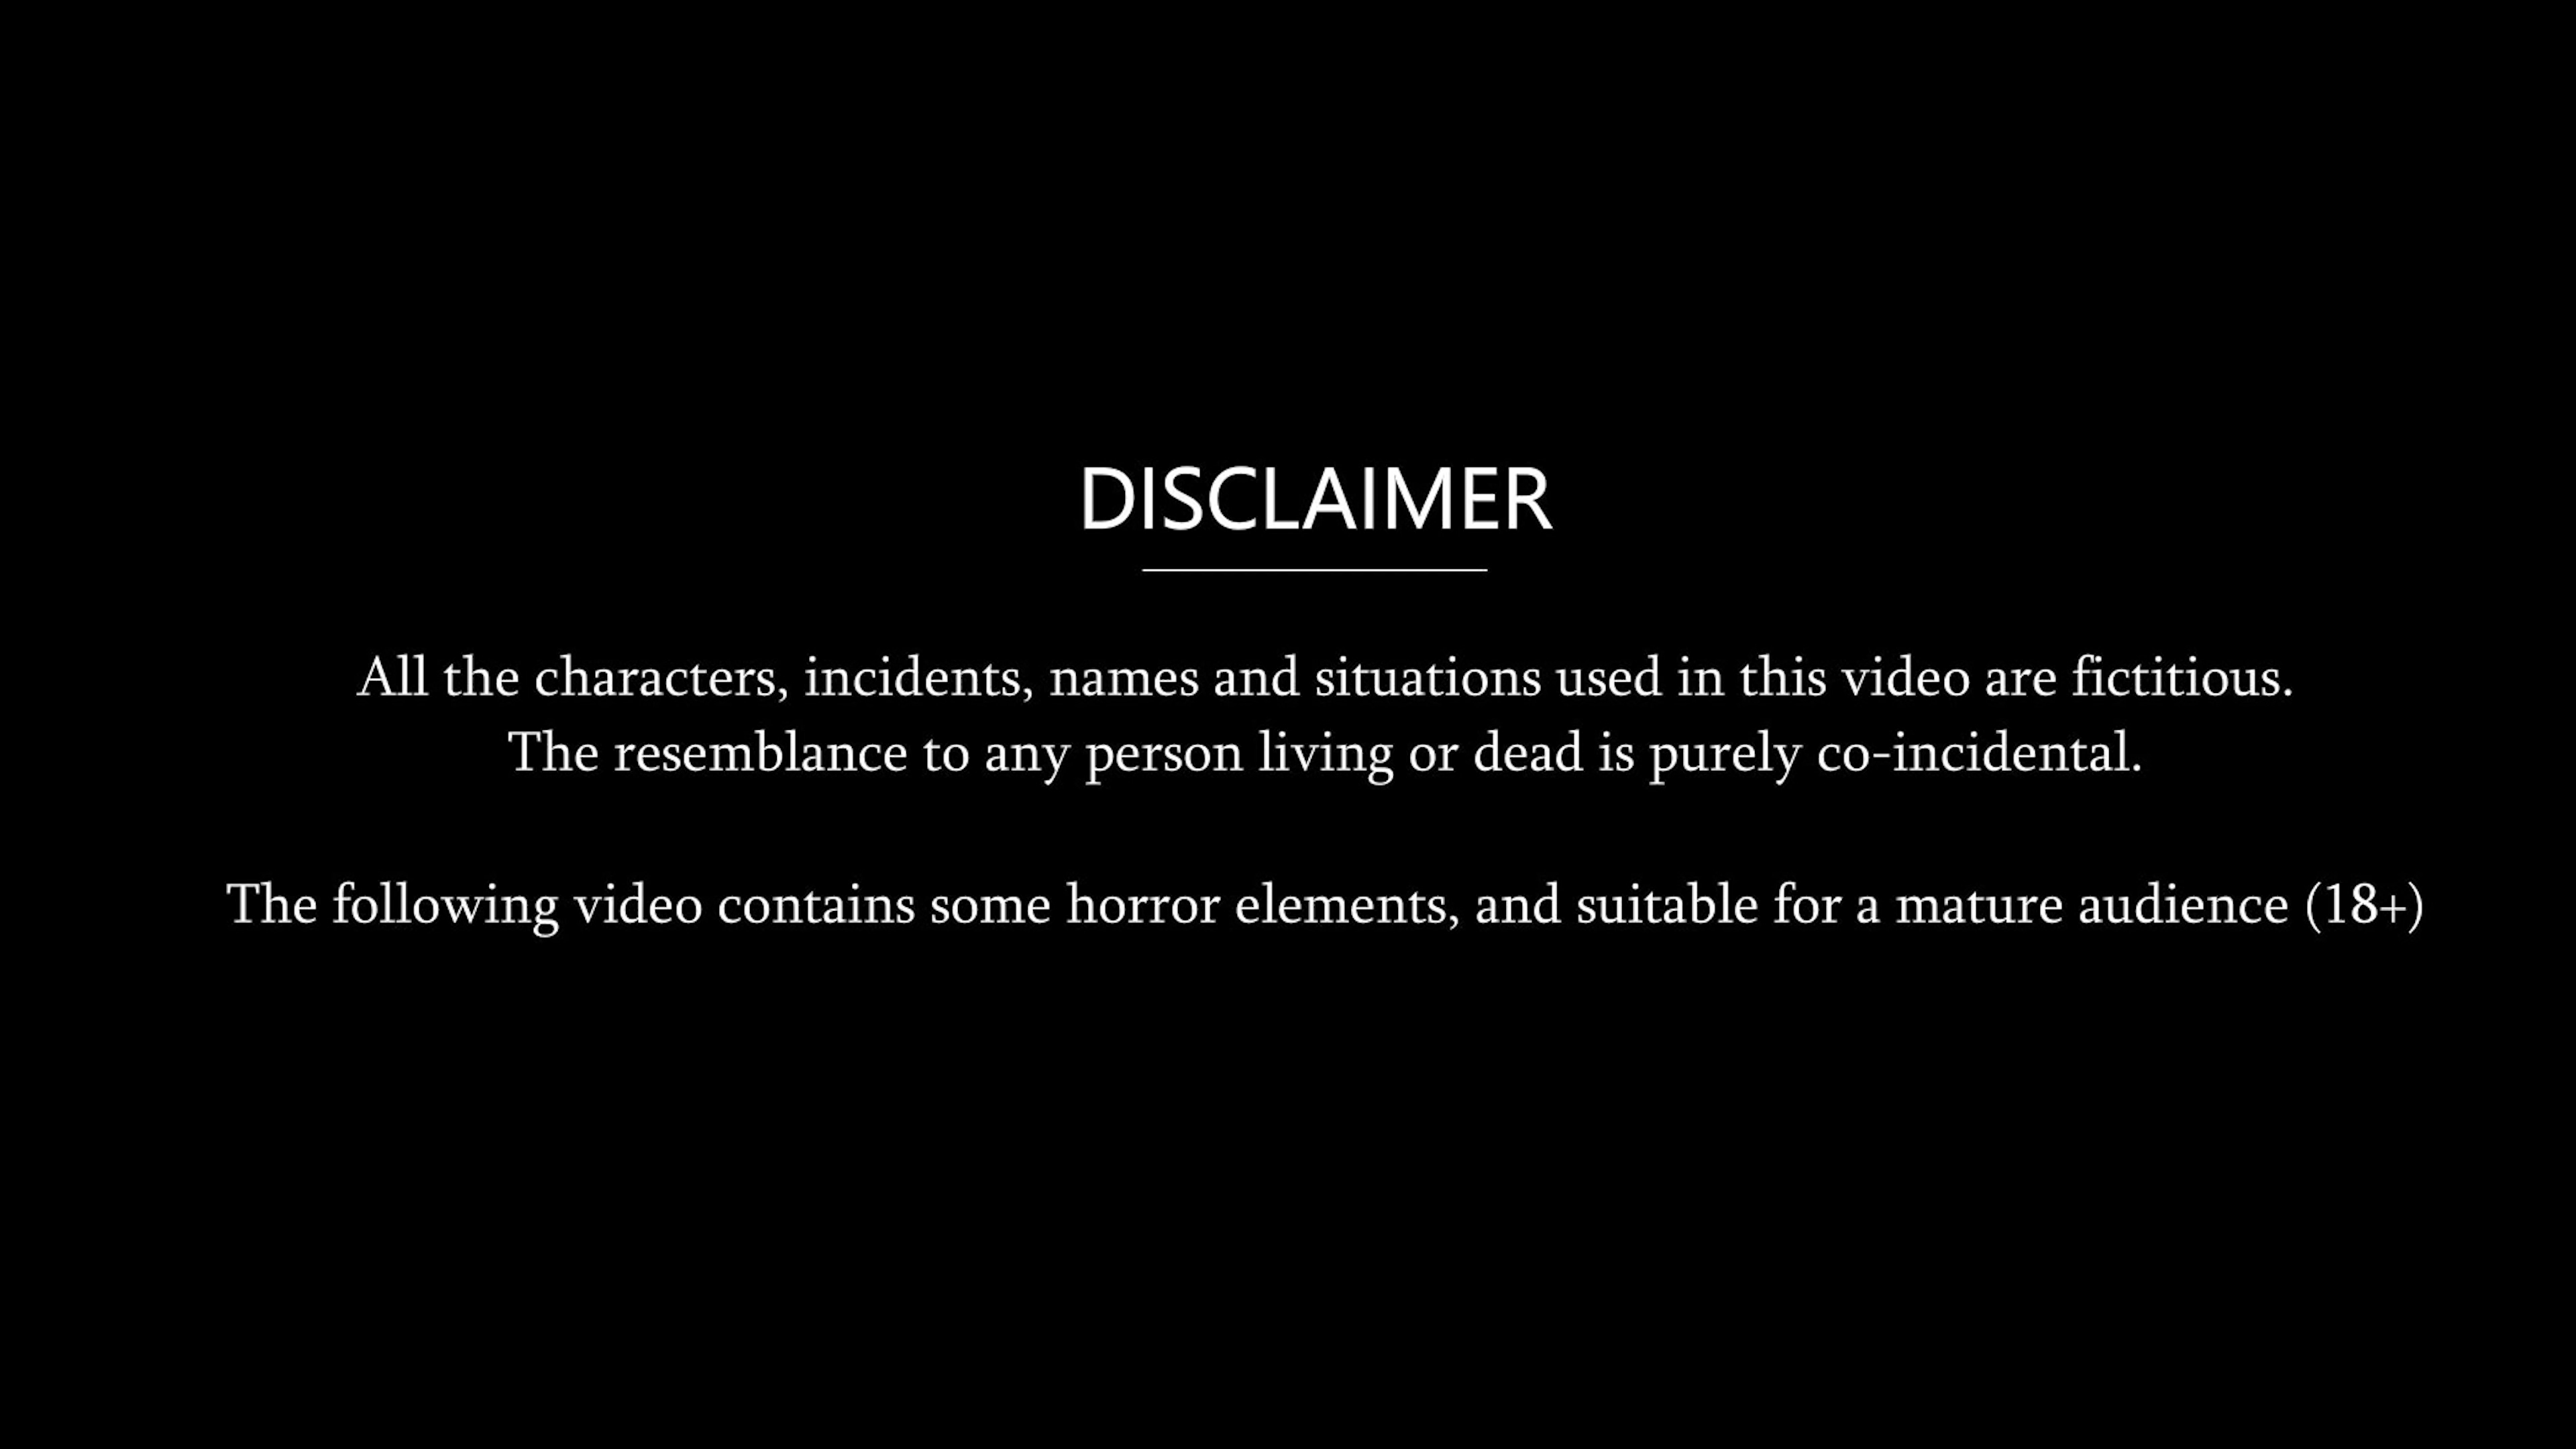 DISCLAIMER
All the characters, incidents, names and situations used in this video are fictitious.
The resemblance to any person living or dead is purely co-incidental.
The following video contains some horror elements, and suitable for a mature audience (18+)